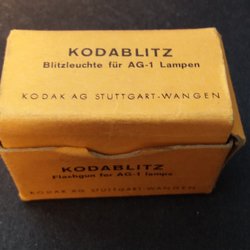 KODABLITZ
Blitzleuchte für AG-1 Lampen
KODAK AG STUTTGART-WANGEN
KODABLITZ
Flashgun for AG-1 lamps
KODAK AG STUTTGART-WANGEN